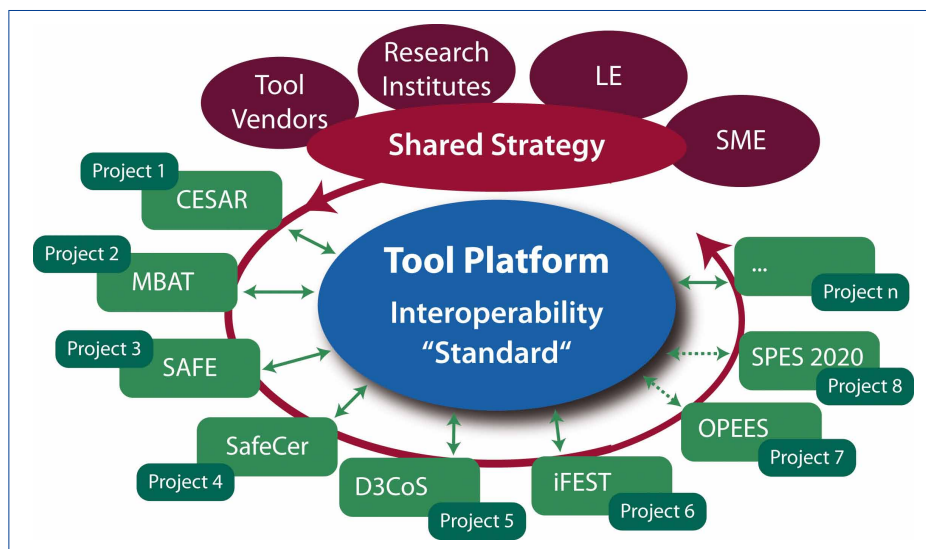 Tool
Vendors
Research
Institutes
LE
SME
Shared Strategy
Project 1
CESAR
Project 2
MBAT
Project 3
SAFE
SafeCer
Project 4
D3CoS
Project 5
iFEST
Project 6
OPEES
Project 7
SPES 2020
Project 8
...
Project n
Tool Platform
Interoperability
“Standard“